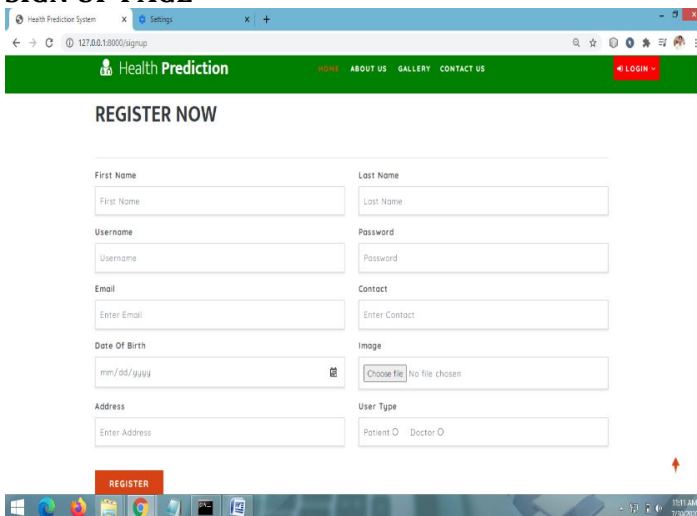 Health Prediction System
Settings
127.0.0.1:8000/signup
Health Prediction
HOME ABOUT US GALLERY CONTACT US
LOGIN
REGISTER NOW
First Name Last Name
First Name Last Name
Username Password
Username Password
Email Contact
Enter Email Enter Contact
Date Of Birth Image
mm/dd/yyyy Choose file No file chosen
Address User Type
Enter Address Patient Doctor
REGISTER
11:11 AM